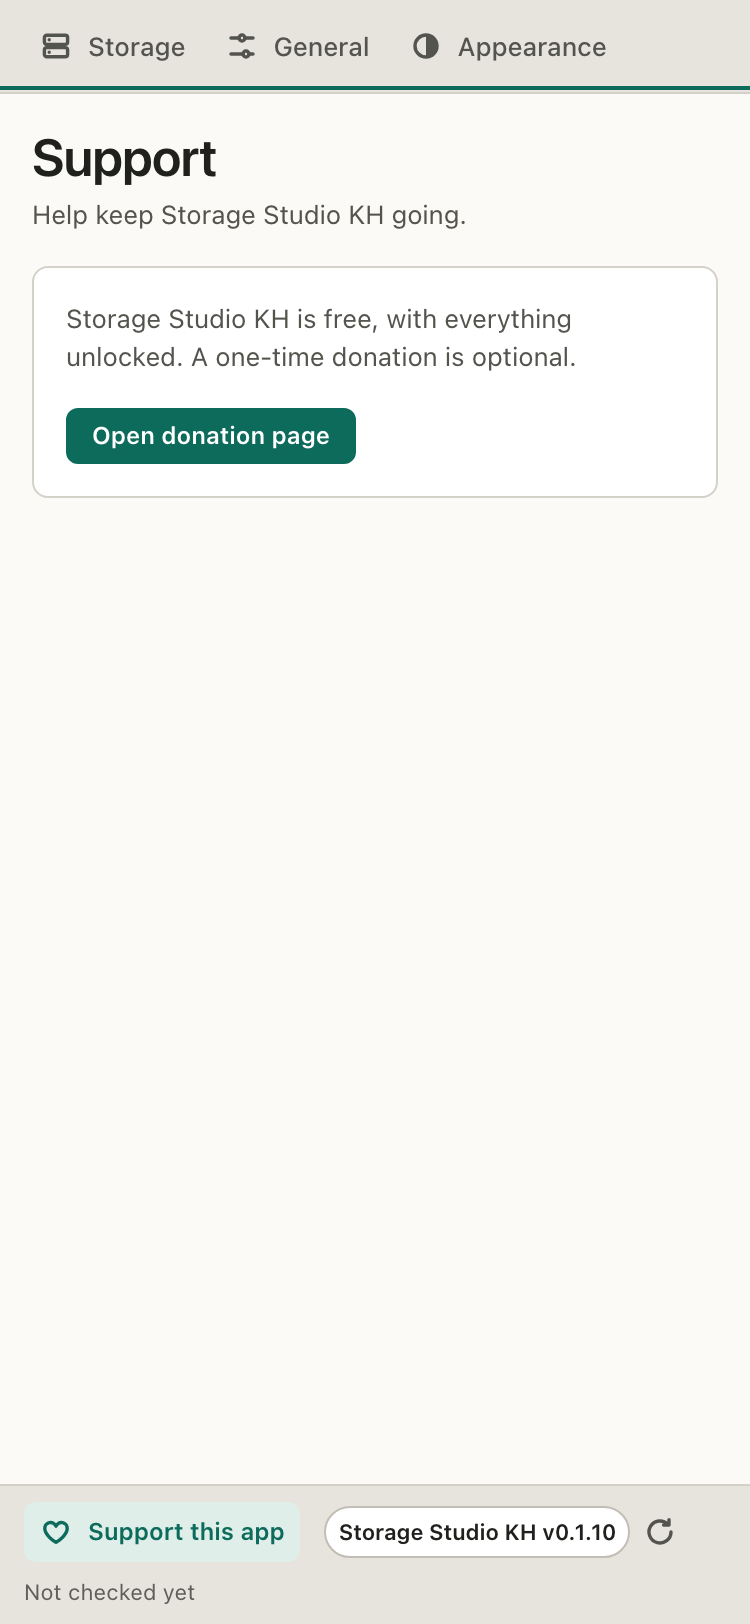 Storage
General
Appearance
Support
Help keep Storage Studio KH going.
Storage Studio KH is free, with everything
unlocked. A one-time donation is optional.
Open donation page
Support this app
Storage Studio KH v0.1.10
Not checked yet